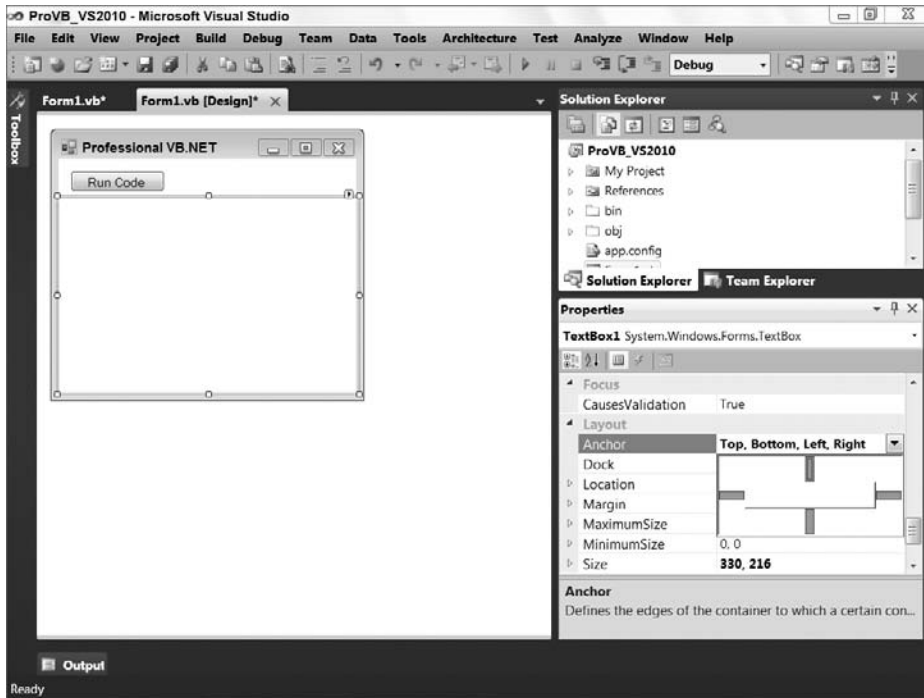 ProVB_VS2010 - Microsoft Visual Studio
File Edit View Project Build Debug Team Data Tools Architecture Test Analyze Window Help
Debug
Toolbox
Form1.vb*
Form1.vb [Design]*
Professional VB.NET
Run Code
Solution Explorer
ProVB_VS2010
My Project
References
bin
obj
app.config
Solution Explorer
Team Explorer
Properties
TextBox1 System.Windows.Forms.TextBox
Focus
CausesValidation True
Layout
Anchor Top, Bottom, Left, Right
Dock
Location
Margin
MaximumSize
MinimumSize 0, 0
Size 330, 216
Anchor
Defines the edges of the container to which a certain con...
Output
Ready